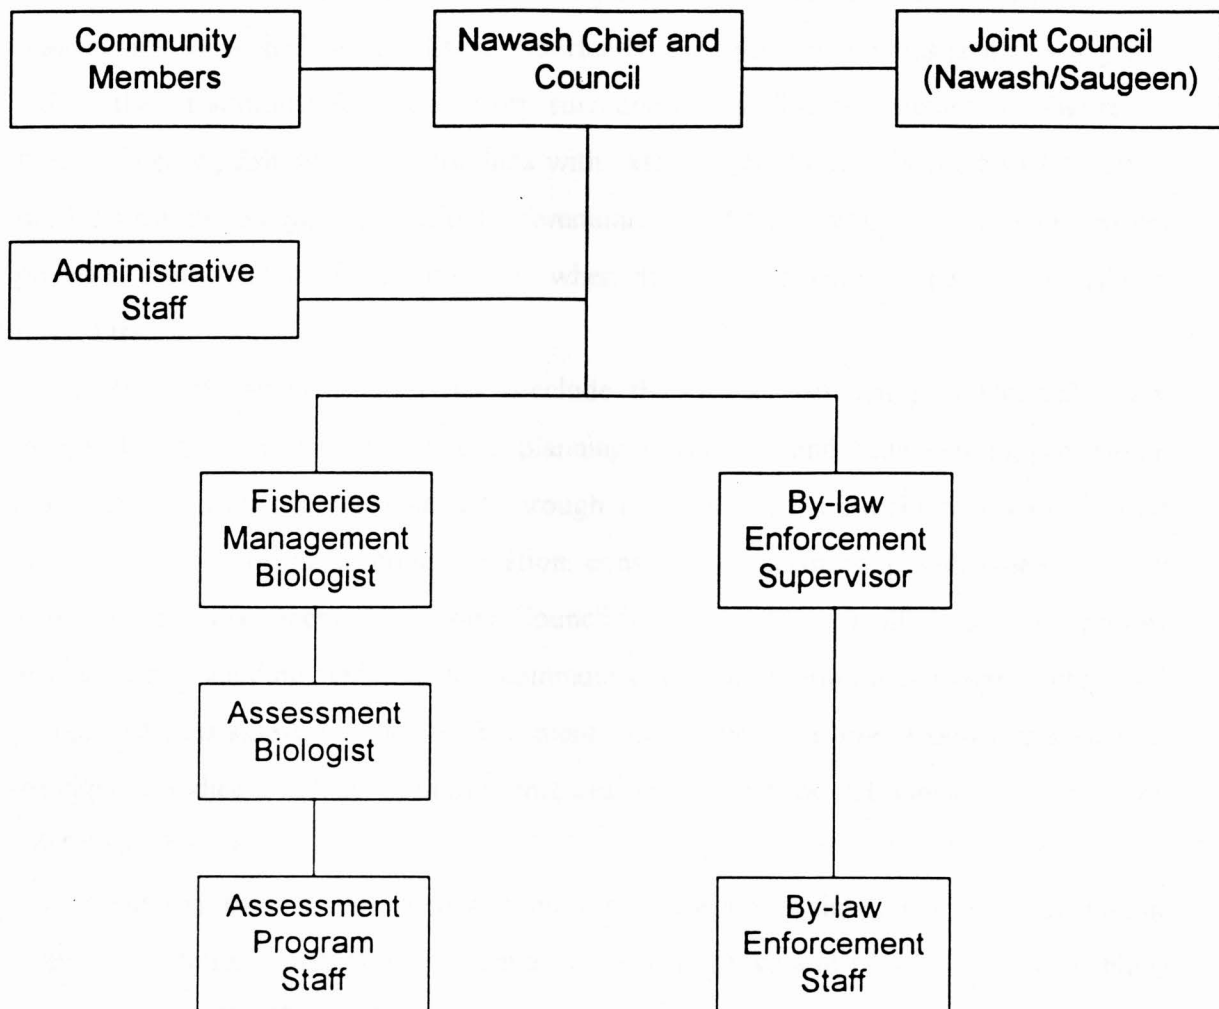 Community
Members
Nawash Chief and
Council
Joint Council
(Nawash/Saugeen)
Administrative
Staff
Fisheries
Management
Biologist
By-law
Enforcement
Supervisor
Assessment
Biologist
Assessment
Program
Staff
By-law
Enforcement
Staff